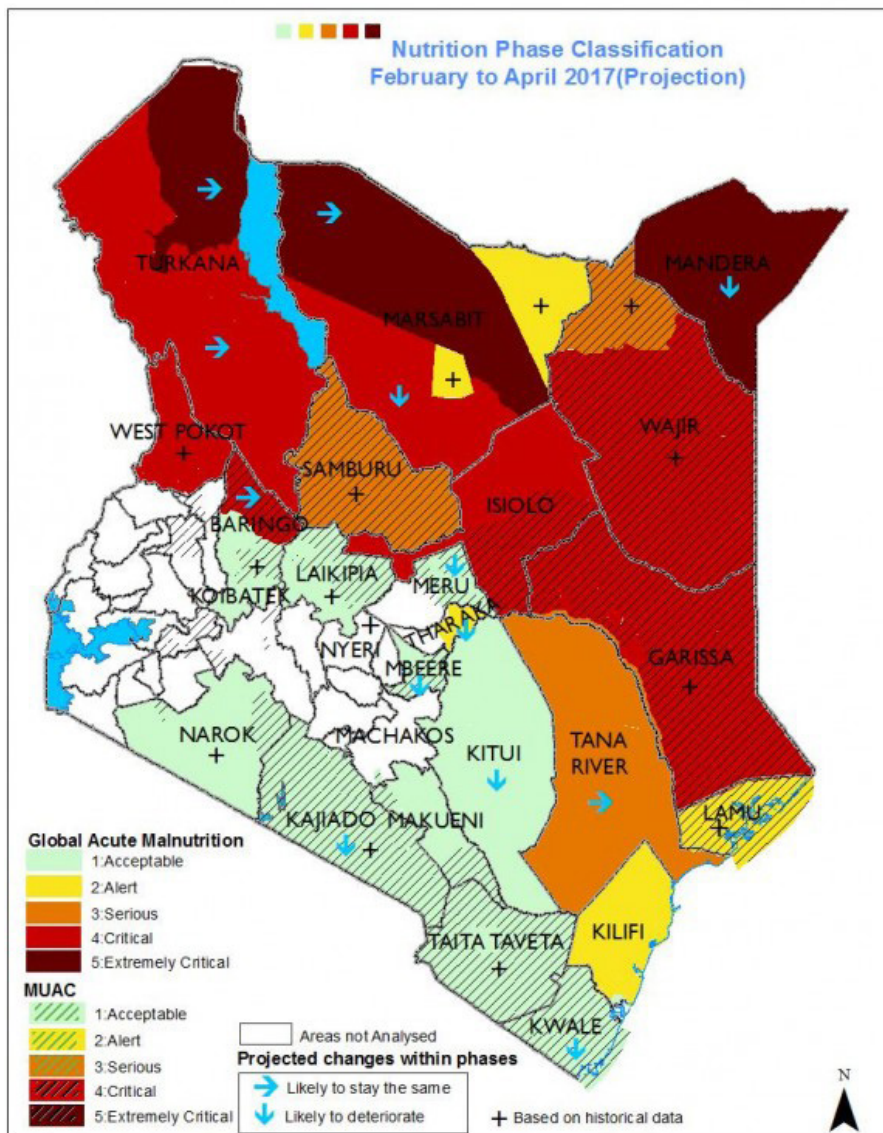 Nutrition Phase Classification
February to April 2017(Projection)
TURKANA
MANDERA
MARSABIT
WEST POKOT
WAJIR
SAMBURU
ISIOLO
BARINGO
LAIKIPIA
MERU
KOIBATEK
THARAKA
NYERI
MBEERE
GARISSA
NAROK
MACHAKOS
KITUI
TANA
RIVER
LAMU
KAJIADO
MAKUENI
KILIFI
TAITA TAVETA
KWALE
Global Acute Malnutrition
1:Acceptable
2:Alert
3:Serious
4:Critical
5:Extremely Critical
MUAC
1:Acceptable
2:Alert
3:Serious
4:Critical
5:Extremely Critical
Areas not Analysed
Projected changes within phases
Likely to stay the same
Likely to deteriorate
Based on historical data
N